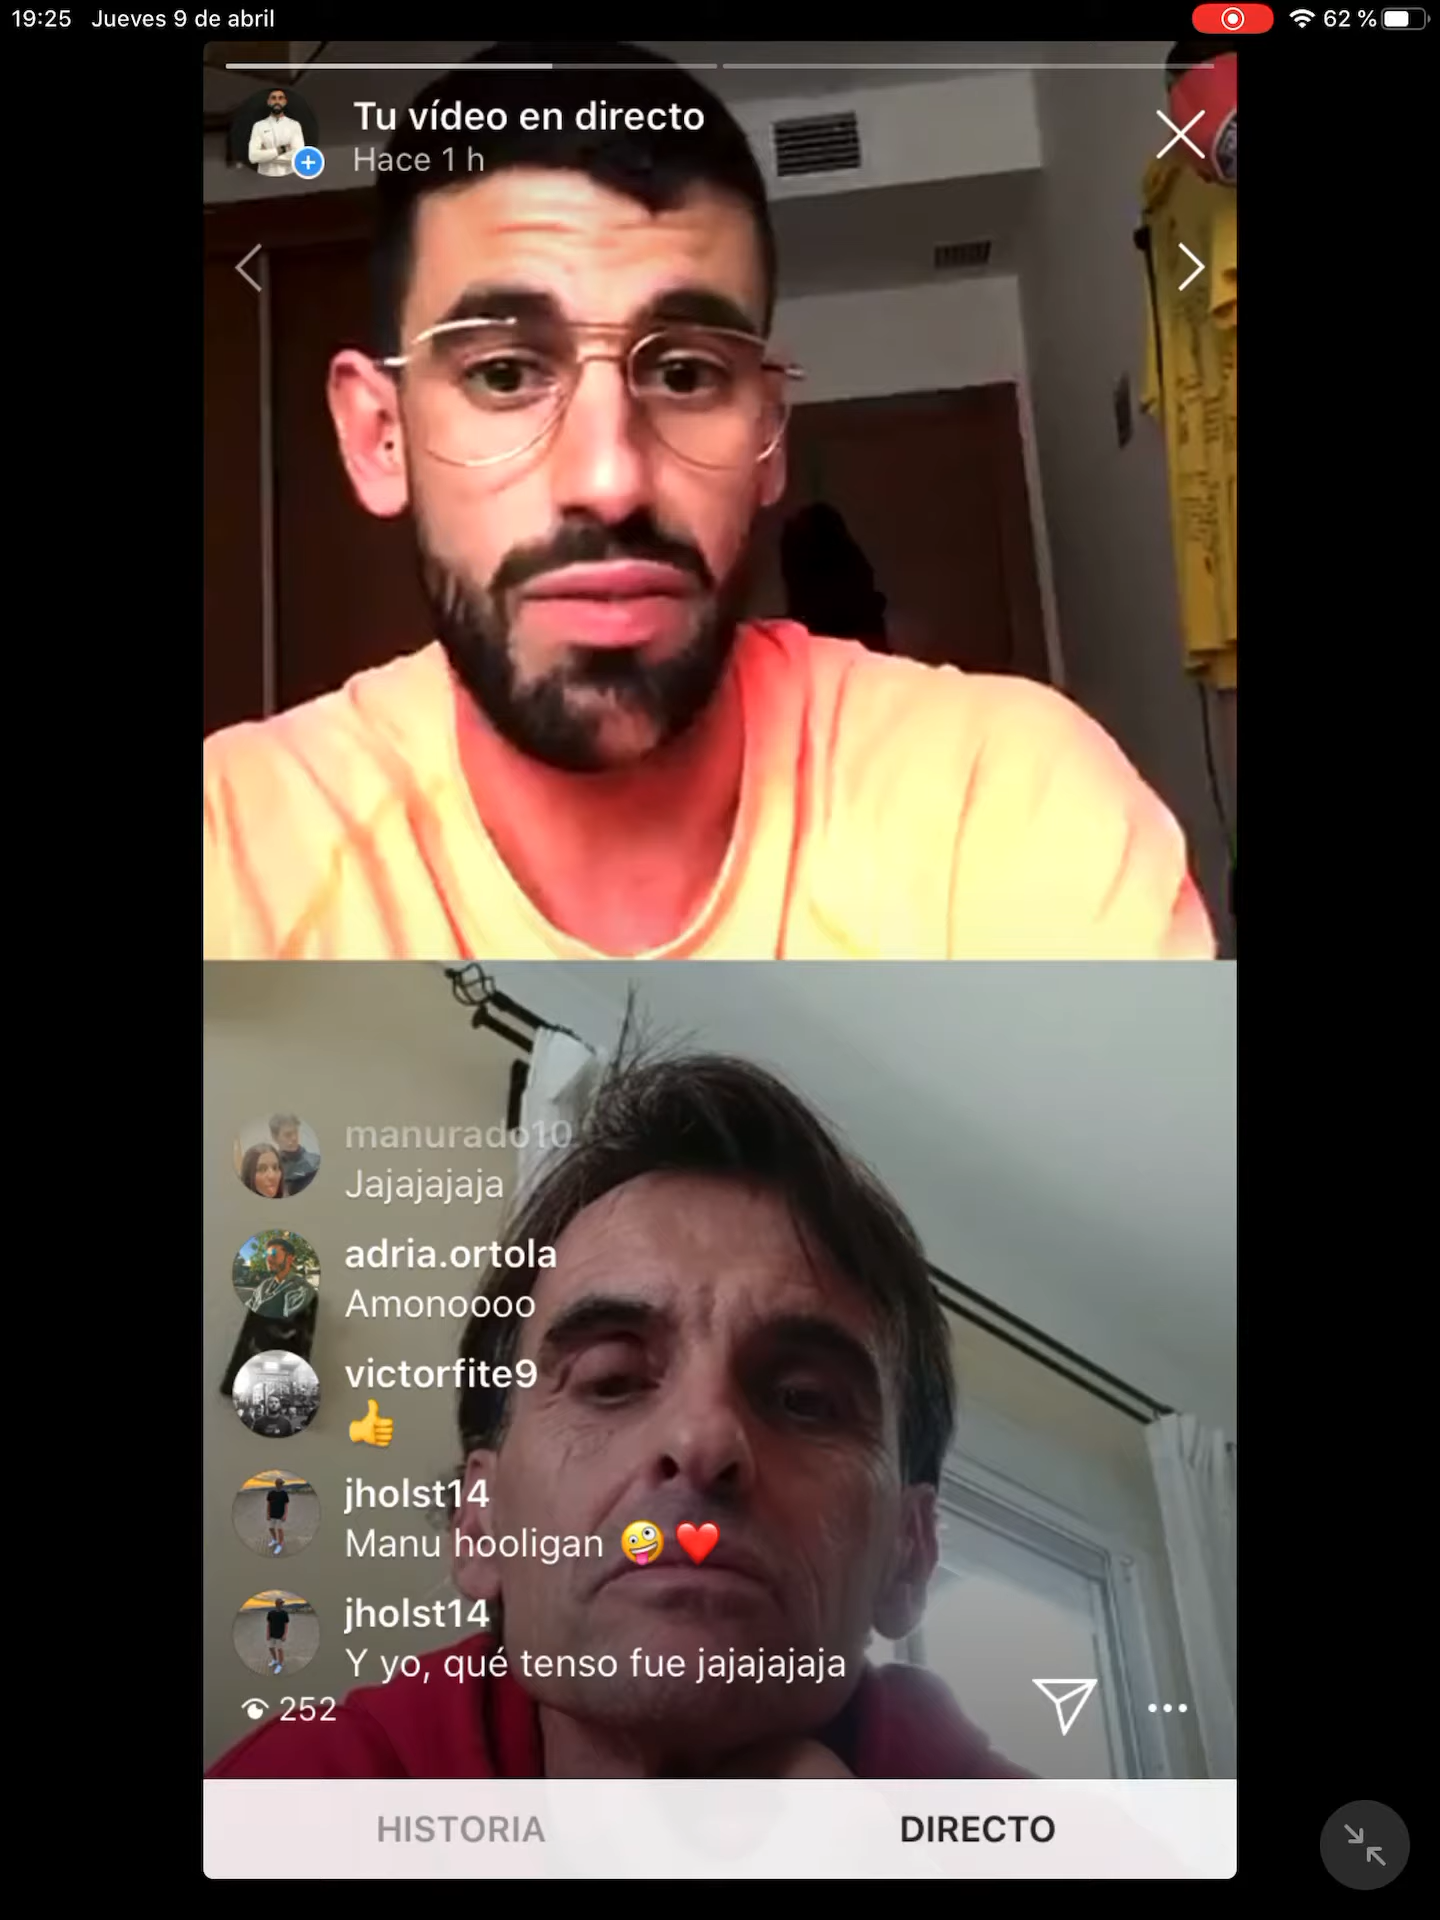 19:25 Jueves 9 de abril 62 %
Tu vídeo en directo
Hace 1 h
manurado10
Jajajajaja
adria.ortola
Amonoooo
victorfite9
👍
jholst14
Manu hooligan 🤪 ❤️
jholst14
Y yo, qué tenso fue jajajajaja
252
HISTORIA DIRECTO